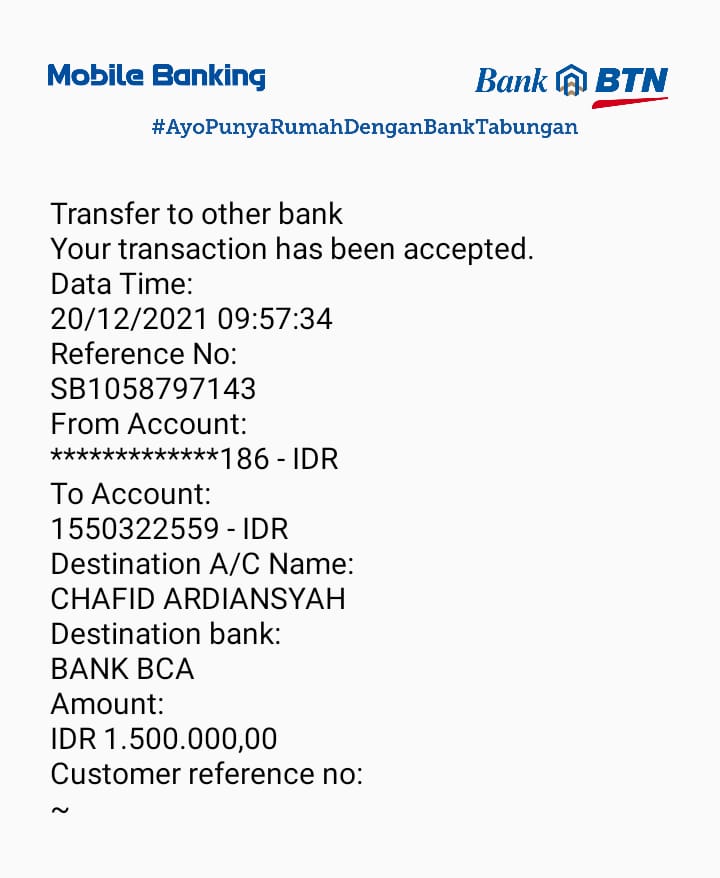 Mobile Banking
Bank BTN
#AyoPunyaRumahDenganBankTabungan
Transfer to other bank
Your transaction has been accepted.
Data Time:
20/12/2021 09:57:34
Reference No:
SB1058797143
From Account:
*************186 - IDR
To Account:
1550322559 - IDR
Destination A/C Name:
CHAFID ARDIANSYAH
Destination bank:
BANK BCA
Amount:
IDR 1.500.000,00
Customer reference no:
~